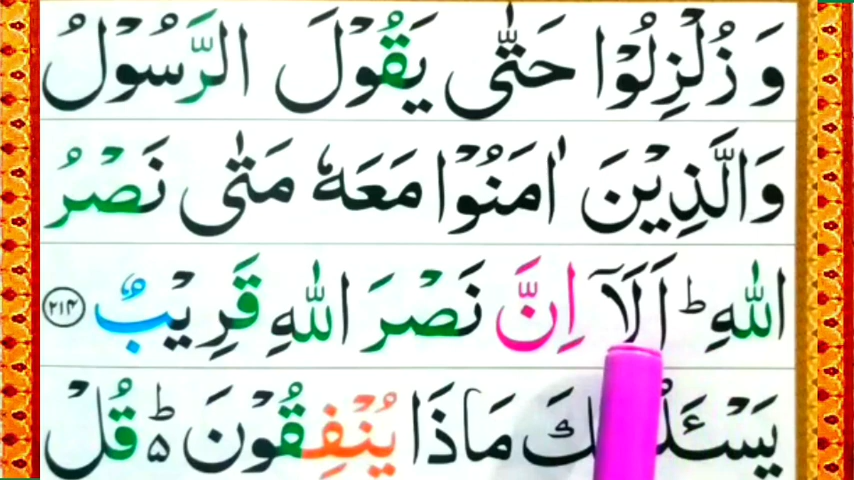 وَ زُلْزِلُوْا حَتّٰى يَقُوْلَ الرَّسُوْلُ
وَالَّذِيْنَ اٰمَنُوْا مَعَهٗ مَتٰى نَصْرُ
اللّٰهِ ؕ اَلَاۤ اِنَّ نَصْرَ اللّٰهِ قَرِيْبٌ ﴿۲۱۴﴾
مَاذَا يُنْفِقُوْنَ ؕ۬ قُلْ